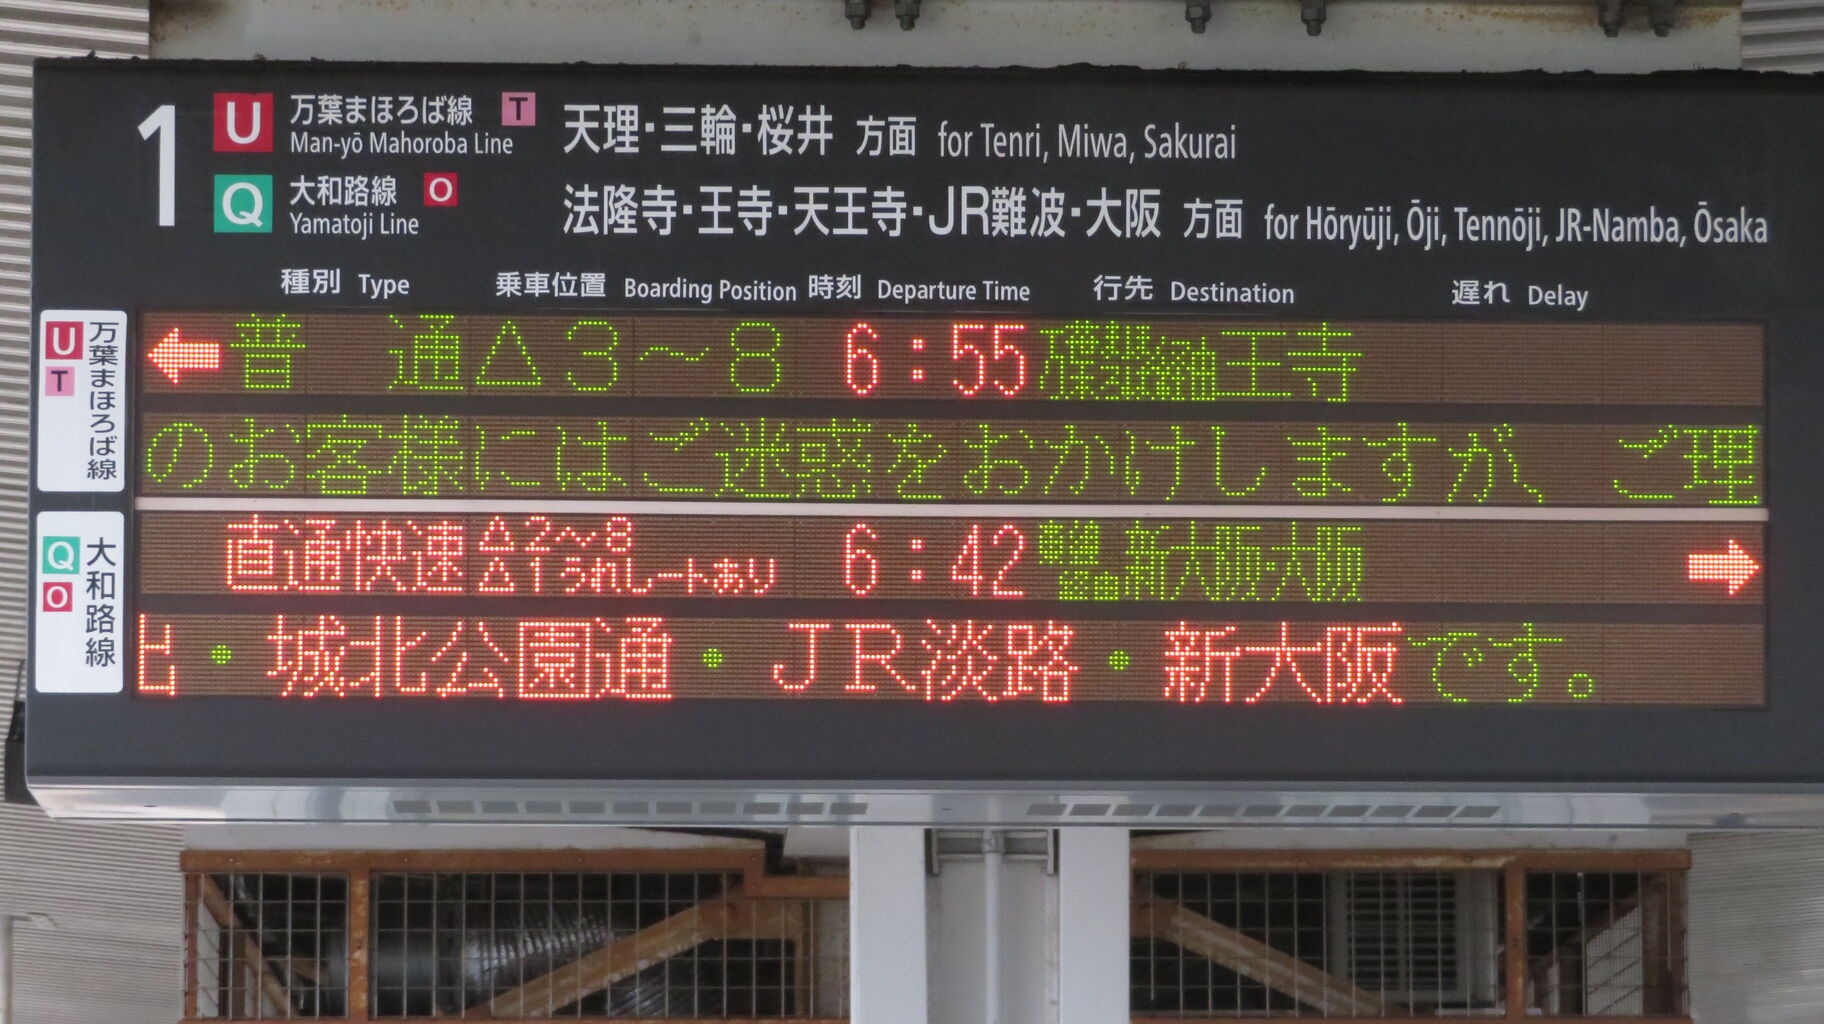 1
U 万葉まほろば線 T 天理・三輪・桜井 方面 for Tenri, Miwa, Sakurai
Man-yō Mahoroba Line
Q 大和路線 O 法隆寺・王寺・天王寺・JR難波・大阪 方面 for Hōryūji, Ōji, Tennōji, JR-Namba, Ōsaka
Yamatoji Line
種別 Type 乗車位置 Boarding Position 時刻 Departure Time 行先 Destination 遅れ Delay
U T 万葉まほろば線
← 普 通 △3～8 6:55 王寺
のお客様にはご迷惑をおかけしますが、ご理
Q O 大和路線
直通快速 △2～8 6:42 新大阪・大阪 →
△1うれしートあり
経由
出・城北公園通・JR淡路・新大阪です。